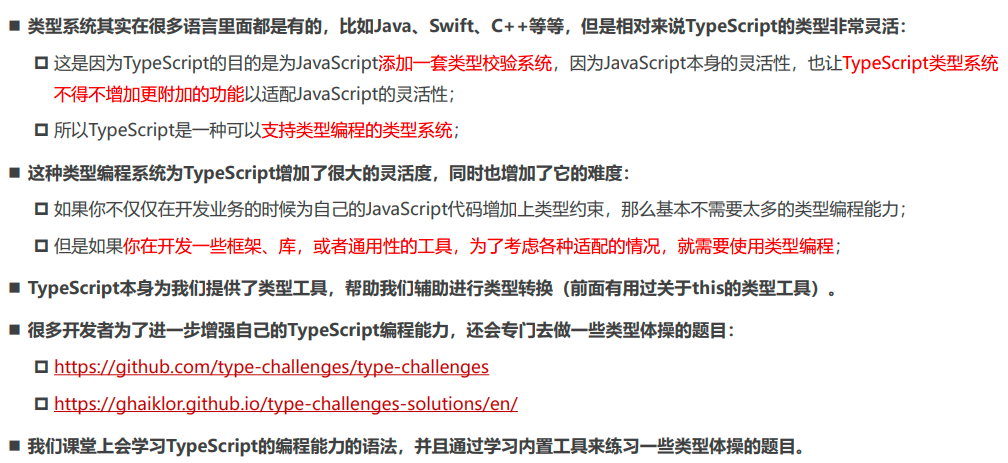 类型系统其实在很多语言里面都是有的，比如Java、Swift、C++等等，但是相对来说TypeScript的类型非常灵活：
这是因为TypeScript的目的是为JavaScript添加一套类型校验系统，因为JavaScript本身的灵活性，也让TypeScript类型系统
不得不增加更附加的功能以适配JavaScript的灵活性；
所以TypeScript是一种可以支持类型编程的类型系统；
这种类型编程系统为TypeScript增加了很大的灵活度，同时也增加了它的难度：
如果你不仅仅在开发业务的时候为自己的JavaScript代码增加上类型约束，那么基本不需要太多的类型编程能力；
但是如果你在开发一些框架、库，或者通用性的工具，为了考虑各种适配的情况，就需要使用类型编程；
TypeScript本身为我们提供了类型工具，帮助我们辅助进行类型转换（前面有用过关于this的类型工具）。
很多开发者为了进一步增强自己的TypeScript编程能力，还会专门去做一些类型体操的题目：
https://github.com/type-challenges/type-challenges
https://ghaiklor.github.io/type-challenges-solutions/en/
我们课堂上会学习TypeScript的编程能力的语法，并且通过学习内置工具来练习一些类型体操的题目。